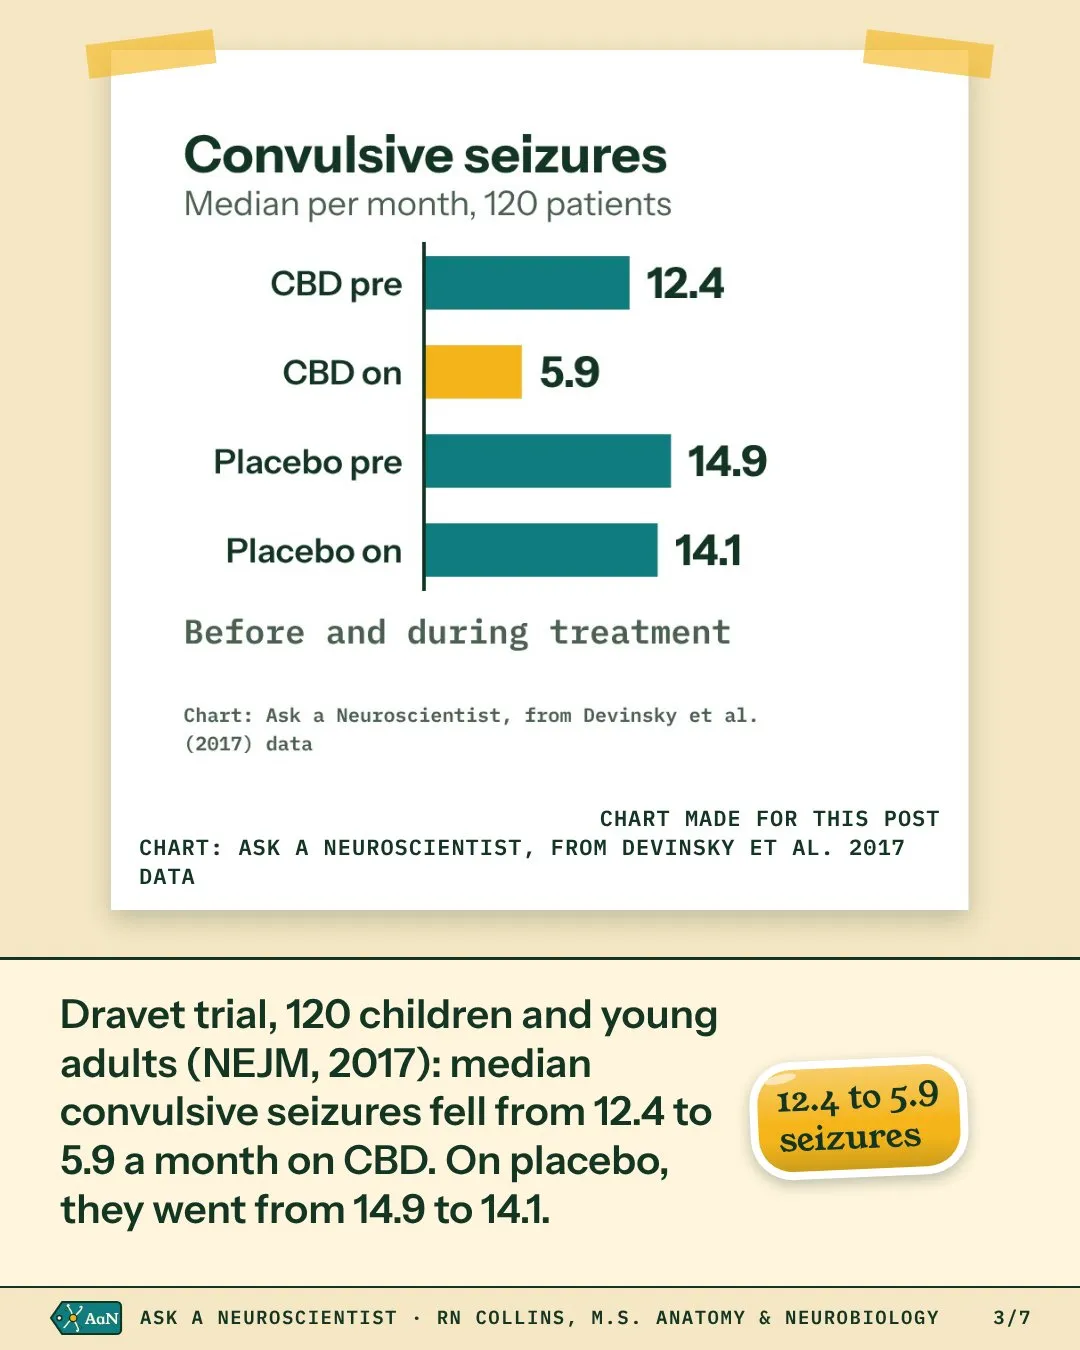 Convulsive seizures
Median per month, 120 patients
CBD pre 12.4
CBD on 5.9
Placebo pre 14.9
Placebo on 14.1
Before and during treatment
Chart: Ask a Neuroscientist, from Devinsky et al.
(2017) data
CHART MADE FOR THIS POST
CHART: ASK A NEUROSCIENTIST, FROM DEVINSKY ET AL. 2017
DATA
Dravet trial, 120 children and young
adults (NEJM, 2017): median
convulsive seizures fell from 12.4 to
5.9 a month on CBD. On placebo,
they went from 14.9 to 14.1.
12.4 to 5.9
seizures
AaN
ASK A NEUROSCIENTIST · RN COLLINS, M.S. ANATOMY & NEUROBIOLOGY
3/7